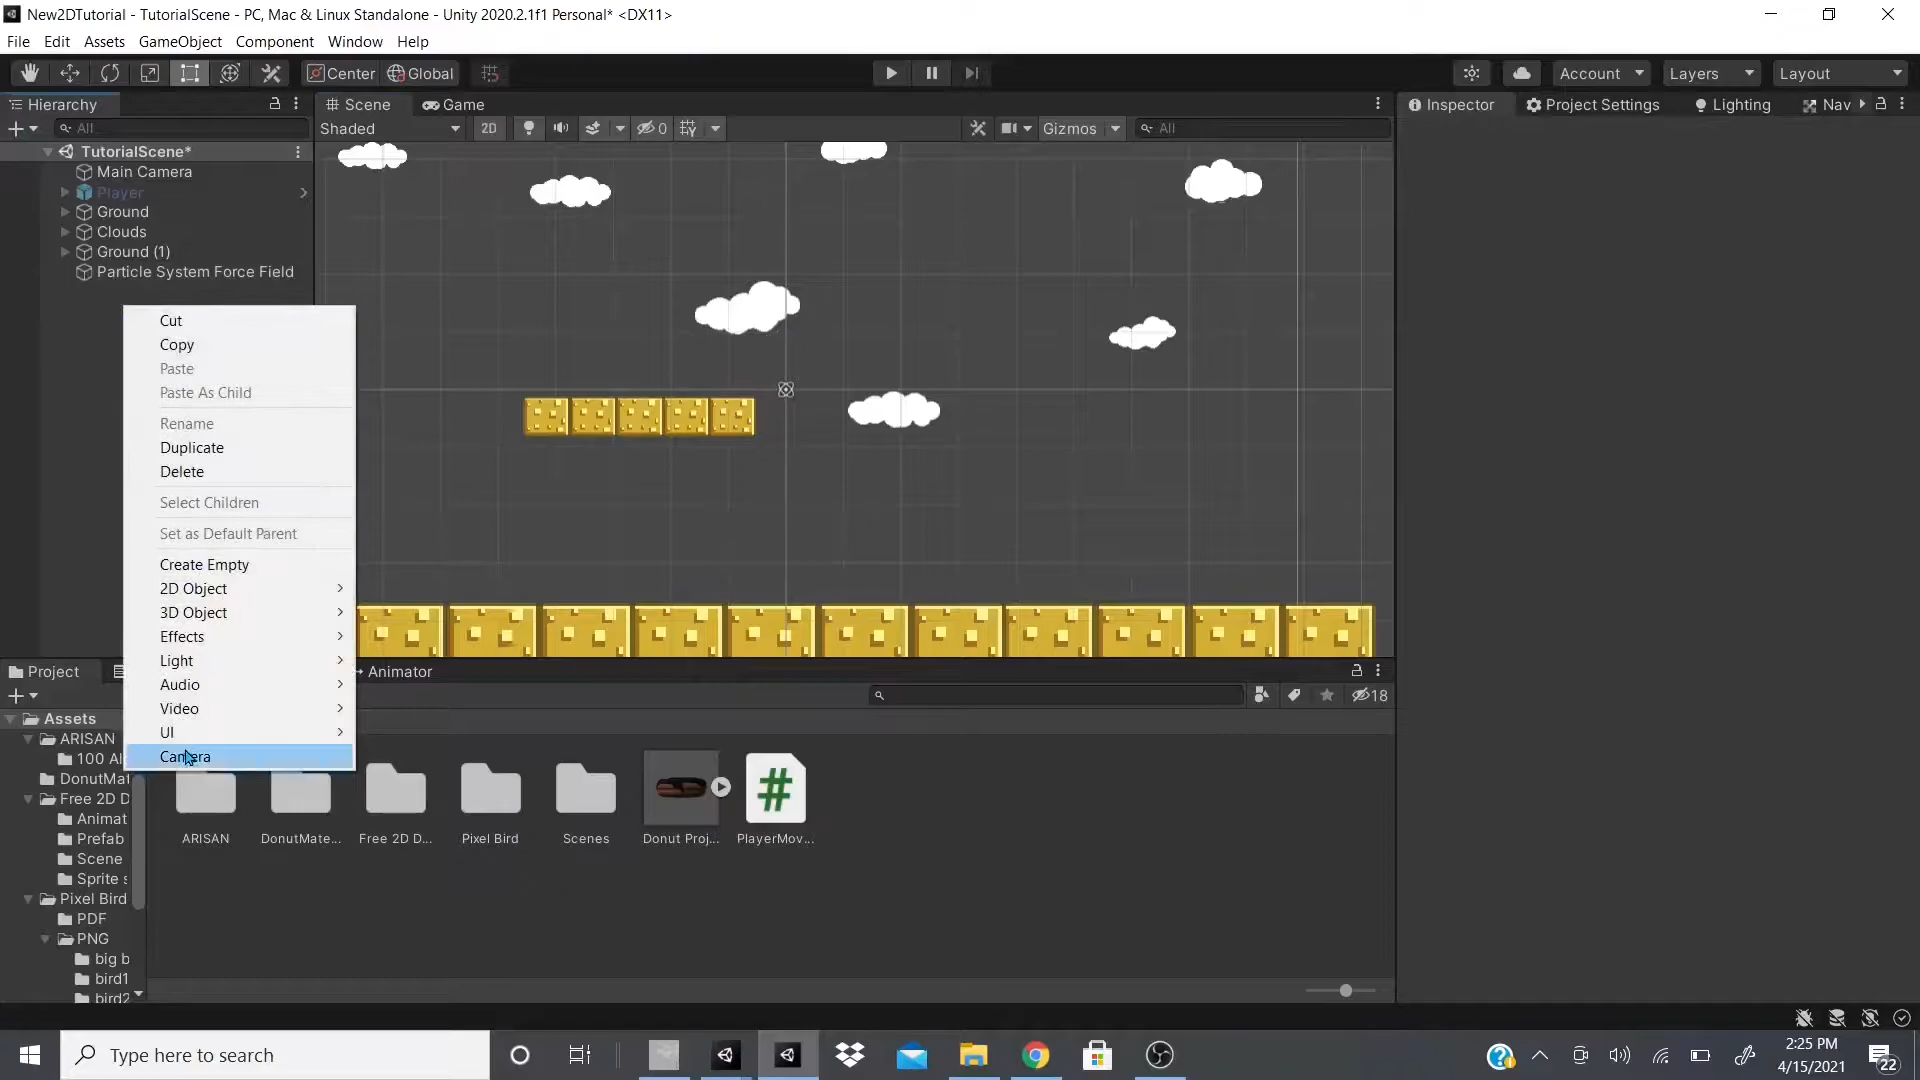 New2DTutorial - TutorialScene - PC, Mac & Linux Standalone - Unity 2020.2.1f1 Personal* <DX11>
File Edit Assets GameObject Component Window Help
Center Global Account Layers Layout
Hierarchy Scene Game Inspector Project Settings Lighting Nav
All Shaded 2D 0 Gizmos All
TutorialScene*
Main Camera
Player
Ground
Clouds
Ground (1)
Particle System Force Field
Cut
Copy
Paste
Paste As Child
Rename
Duplicate
Delete
Select Children
Set as Default Parent
Create Empty
2D Object
3D Object
Effects
Light
Audio
Video
UI
Camera
Project Animator
18
Assets
ARISAN
100 Al
DonutMat
Free 2D D
Animat
Prefab
Scene
Sprite s
Pixel Bird
PDF
PNG
big b
bird1
bird2
ARISAN DonutMate... Free 2D D... Pixel Bird Scenes Donut Proj... PlayerMov...
Type here to search
2:25 PM
4/15/2021
22